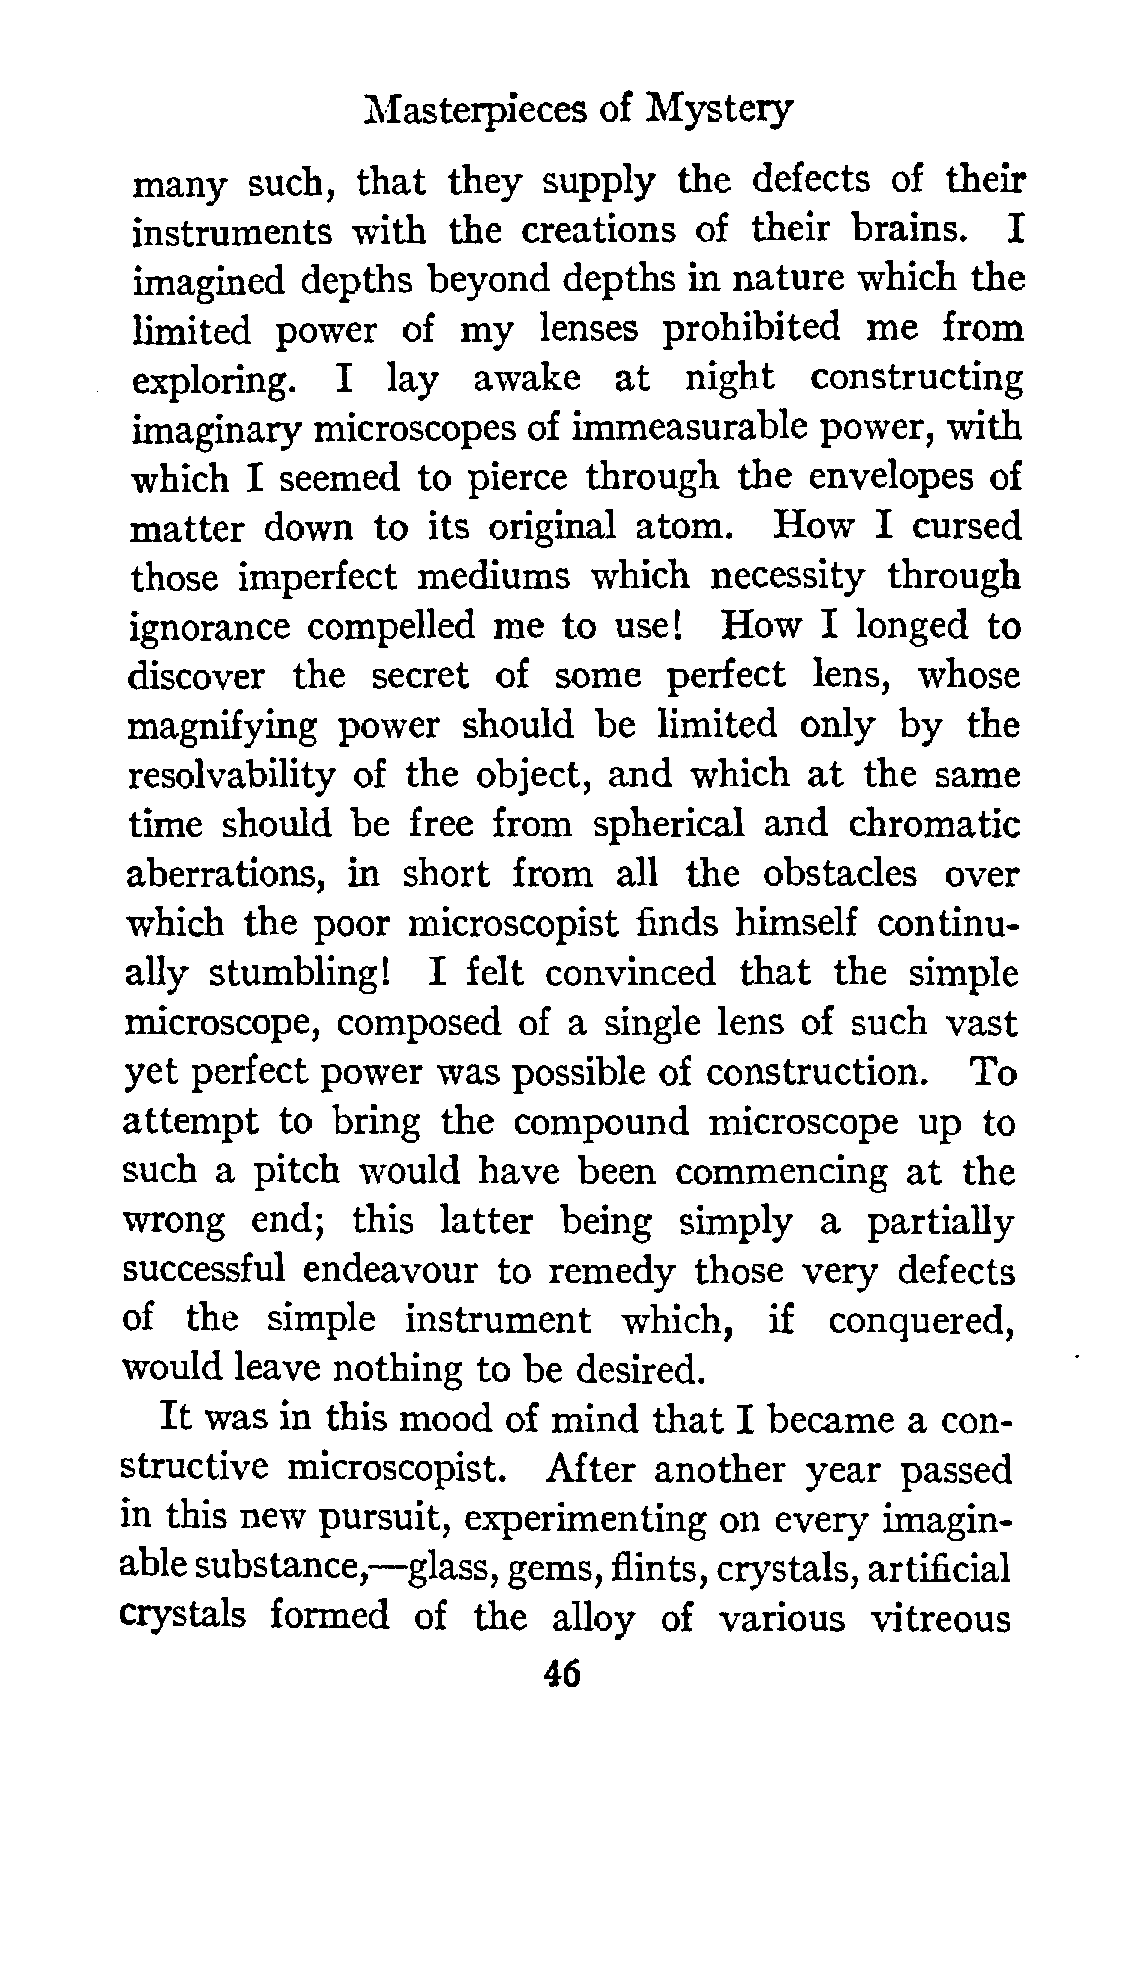 Masterpieces of Mystery
many such, that they supply the defects of their
instruments with the creations of their brains. I
imagined depths beyond depths in nature which the
limited power of my lenses prohibited me from
exploring. I lay awake at night constructing
imaginary microscopes of immeasurable power, with
which I seemed to pierce through the envelopes of
matter down to its original atom. How I cursed
those imperfect mediums which necessity through
ignorance compelled me to use! How I longed to
discover the secret of some perfect lens, whose
magnifying power should be limited only by the
resolvability of the object, and which at the same
time should be free from spherical and chromatic
aberrations, in short from all the obstacles over
which the poor microscopist finds himself continu-
ally stumbling! I felt convinced that the simple
microscope, composed of a single lens of such vast
yet perfect power was possible of construction. To
attempt to bring the compound microscope up to
such a pitch would have been commencing at the
wrong end; this latter being simply a partially
successful endeavour to remedy those very defects
of the simple instrument which, if conquered,
would leave nothing to be desired.
It was in this mood of mind that I became a con-
structive microscopist. After another year passed
in this new pursuit, experimenting on every imagin-
able substance,—glass, gems, flints, crystals, artificial
crystals formed of the alloy of various vitreous
46